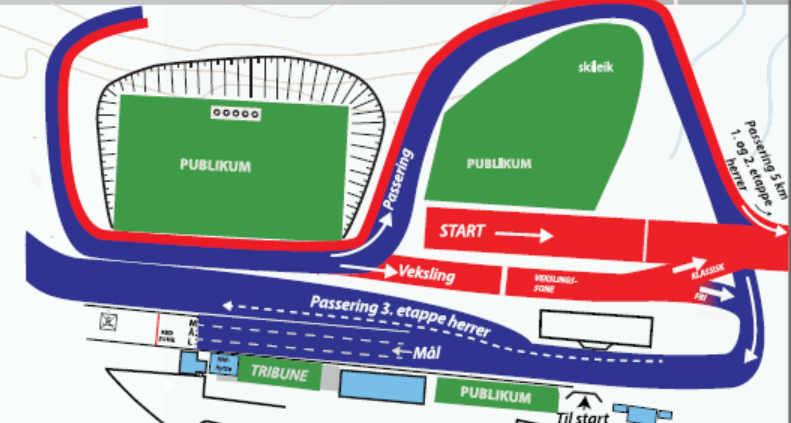 skileik
PUBLIKUM
PUBLIKUM
Passering
Passering 5 km
1. og 2. etappe
herrer
START
Veksling
VEKSLINGS-
SONE
KLASSISK
FRI
Passering 3. etappe herrer
Mål
TRIBUNE
PUBLIKUM
Til start